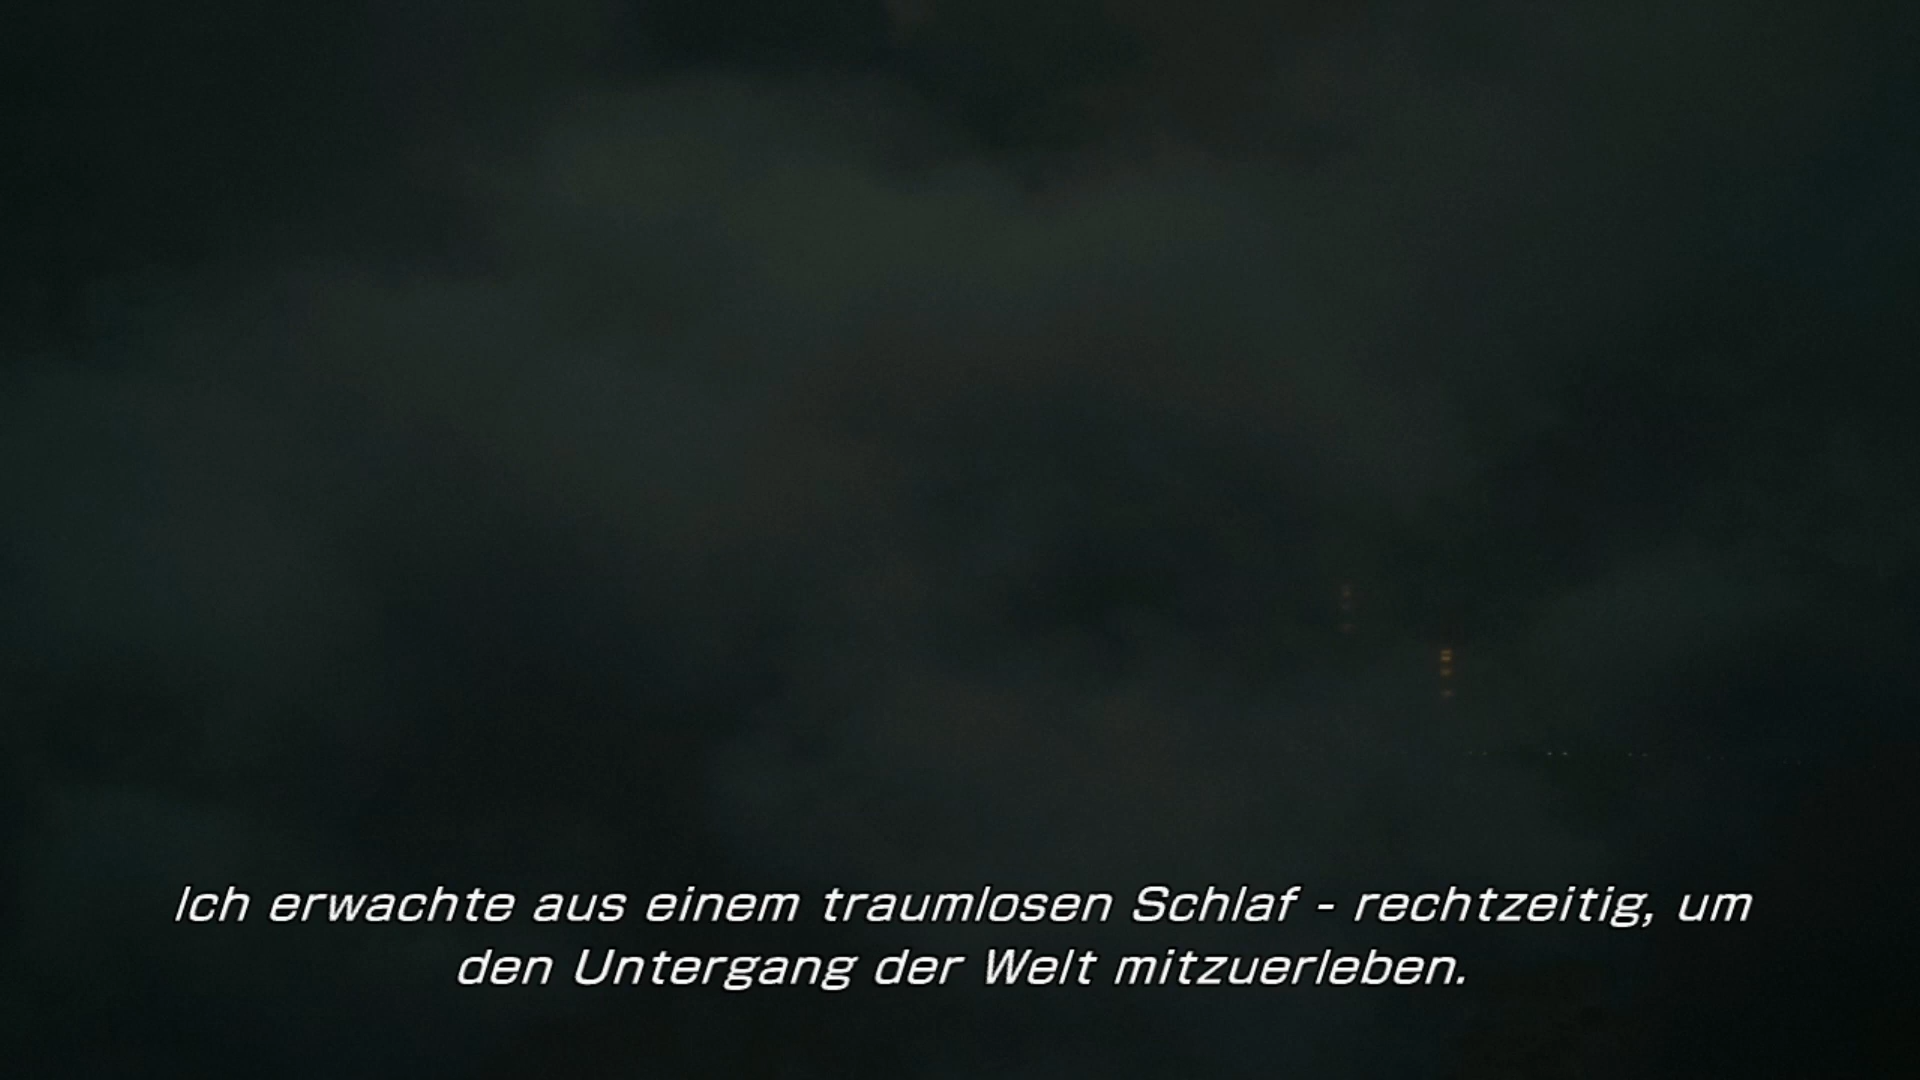 Ich erwachte aus einem traumlosen Schlaf - rechtzeitig, um
den Untergang der Welt mitzuerleben.